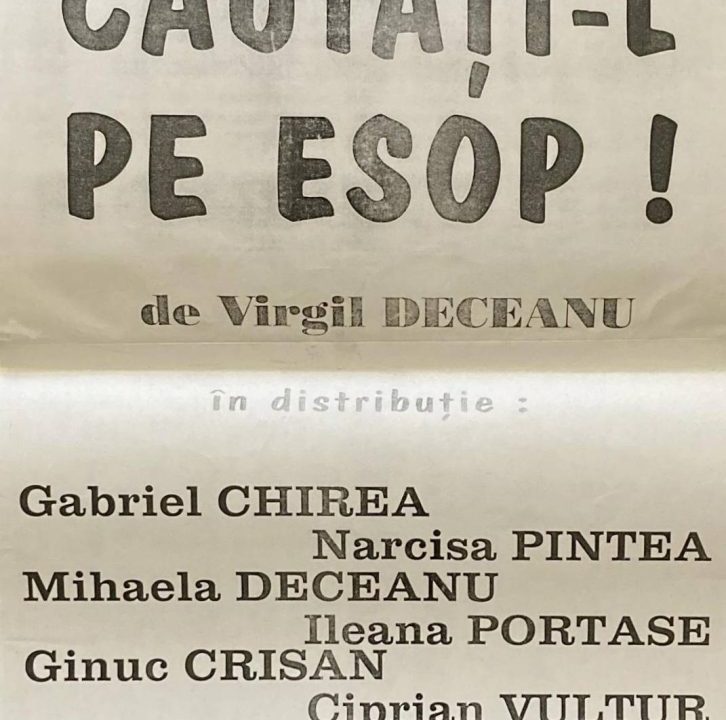 CĂUTAȚI-L
PE ESOP !
de Virgil DECEANU
în distribuție :
Gabriel CHIREA
Narcisa PINTEA
Mihaela DECEANU
Ileana PORTASE
Ginuc CRISAN
Ciprian VULTUR